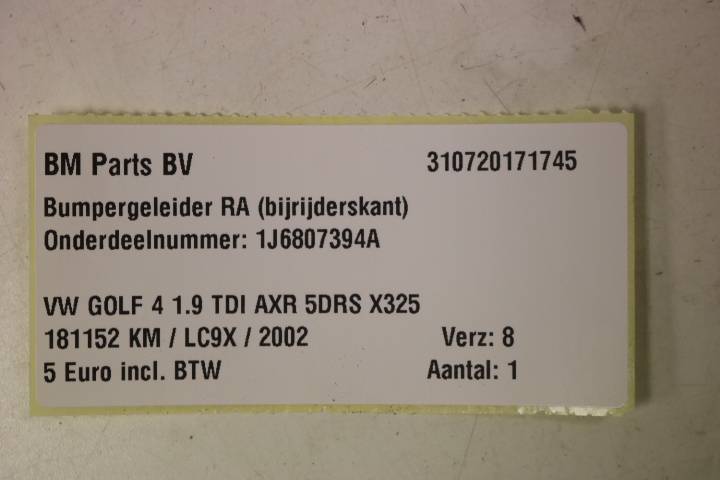 BM Parts BV 310720171745
Bumpergeleider RA (bijrijderskant)
Onderdeelnummer: 1J6807394A
VW GOLF 4 1.9 TDI AXR 5DRS X325
181152 KM / LC9X / 2002 Verz: 8
5 Euro incl. BTW Aantal: 1